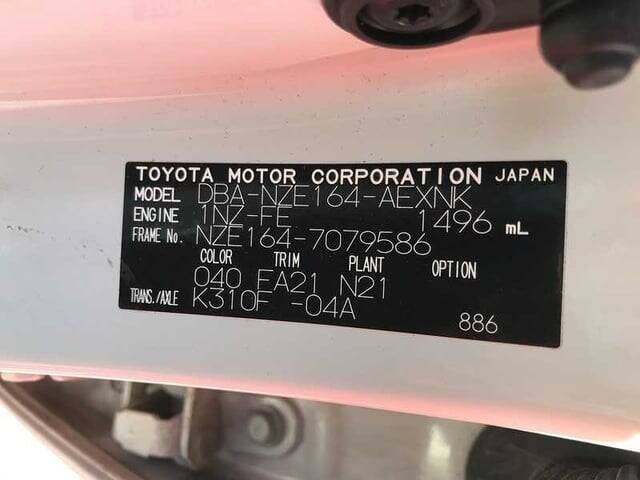 TOYOTA MOTOR CORPORATION JAPAN
MODEL DBA-NZE164-AEXNK
ENGINE 1NZ-FE 1496 mL
FRAME No. NZE164-7079586
COLOR TRIM PLANT OPTION
040 FA21 N21
TRANS./AXLE K310F -04A
886